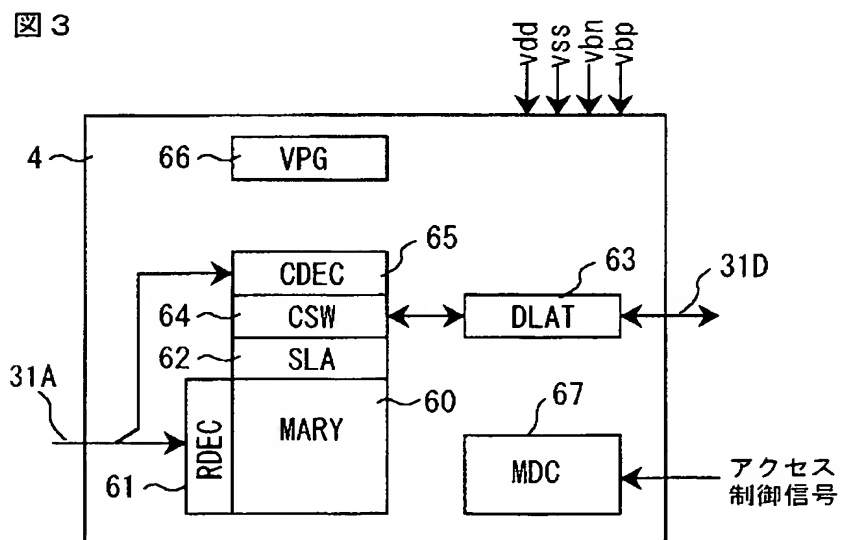 図3
vdd
vss
vbn
vbp
4
66
VPG
65
CDEC
63
31D
64
CSW
DLAT
62
SLA
31A
60
67
RDEC
MARY
61
MDC
アクセス
制御信号